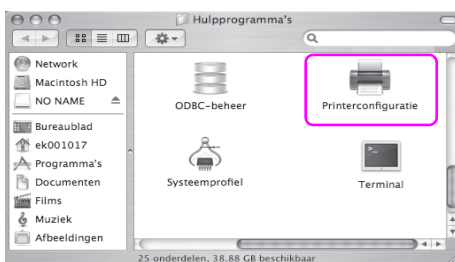 Hulpprogramma's
Network
Macintosh HD
NO NAME
Bureaublad
ek001017
Programma's
Documenten
Films
Muziek
Afbeeldingen
ODBC-beheer
Printerconfiguratie
Systeemprofiel
Terminal
25 onderdelen, 38.88 GB beschikbaar